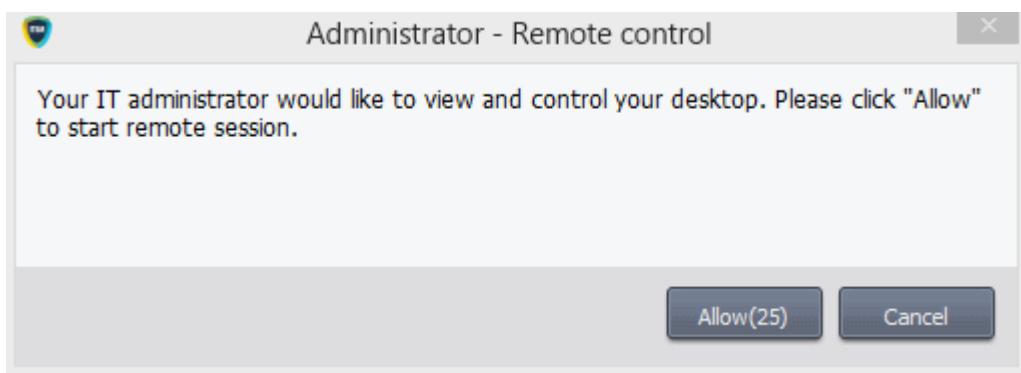 TM
Administrator - Remote control
Your IT administrator would like to view and control your desktop. Please click "Allow"
to start remote session.
Allow(25)
Cancel